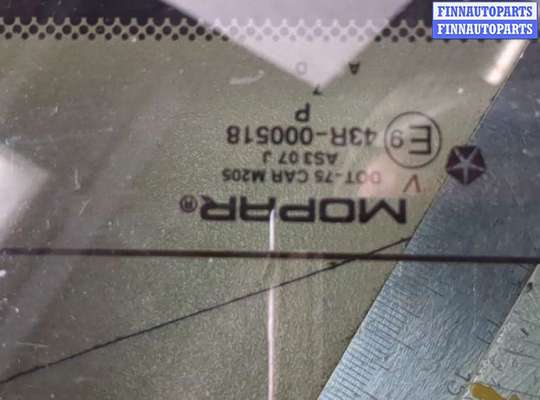 FINNAUTOPARTS
FINNAUTOPARTS
MOPAR®
DOT-75 CAR M205
AS3 07 J
V
E9 43R-000518
P